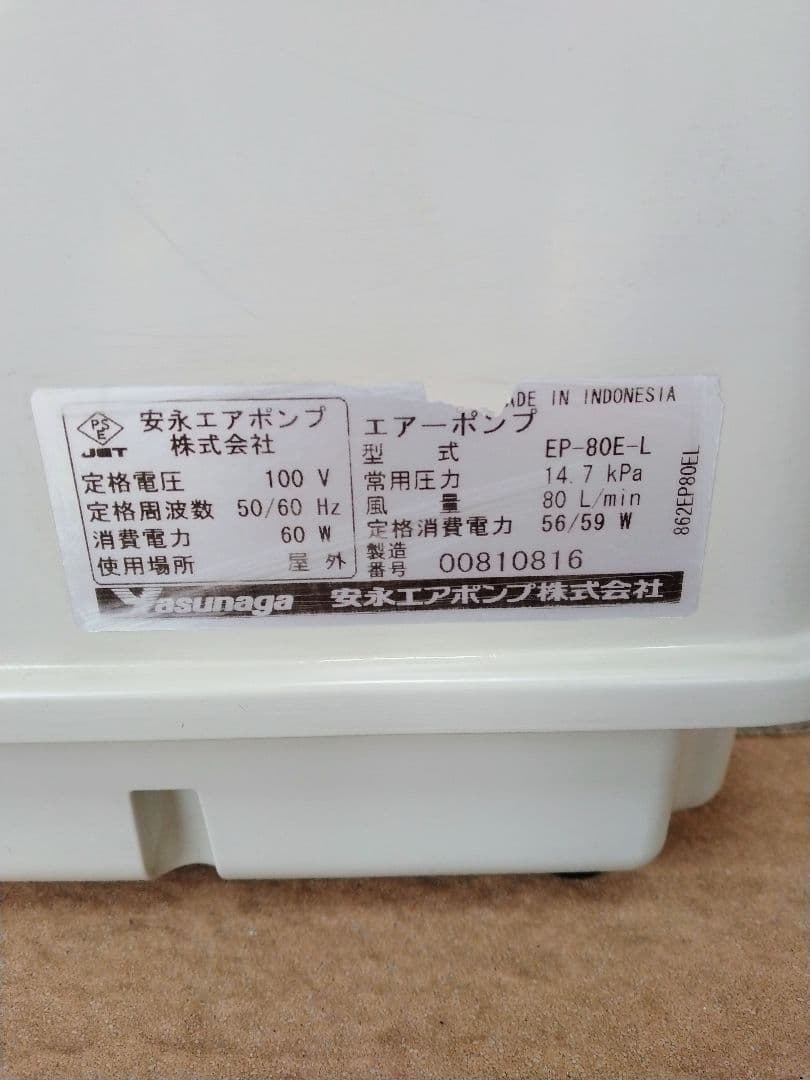 PS
E
JET
安永エアポンプ
株式会社
定格電圧 100 V
定格周波数 50/60 Hz
消費電力 60 W
使用場所 屋 外
ADE IN INDONESIA
エアーポンプ
型 式 EP-80E-L
常用圧力 14.7 kPa
風 量 80 L/min
定格消費電力 56/59 W
製造
番号 00810816
862EP80EL
Yasunaga 安永エアポンプ株式会社